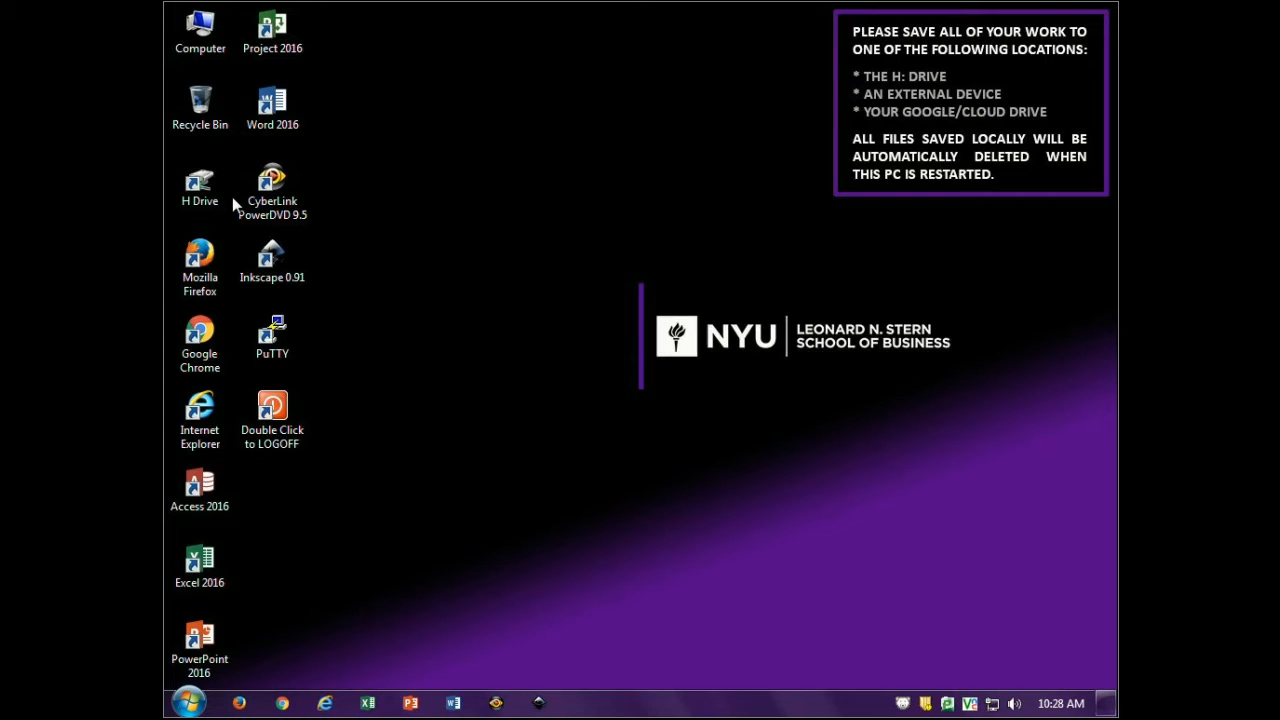 Computer
Project 2016
Recycle Bin
Word 2016
H Drive
CyberLink
PowerDVD 9.5
Mozilla
Firefox
Inkscape 0.91
Google
Chrome
PuTTY
Internet
Explorer
Double Click
to LOGOFF
Access 2016
Excel 2016
PowerPoint
2016
PLEASE SAVE ALL OF YOUR WORK TO
ONE OF THE FOLLOWING LOCATIONS:
* THE H: DRIVE
* AN EXTERNAL DEVICE
* YOUR GOOGLE/CLOUD DRIVE
ALL FILES SAVED LOCALLY WILL BE
AUTOMATICALLY DELETED WHEN
THIS PC IS RESTARTED.
NYU
LEONARD N. STERN
SCHOOL OF BUSINESS
10:28 AM